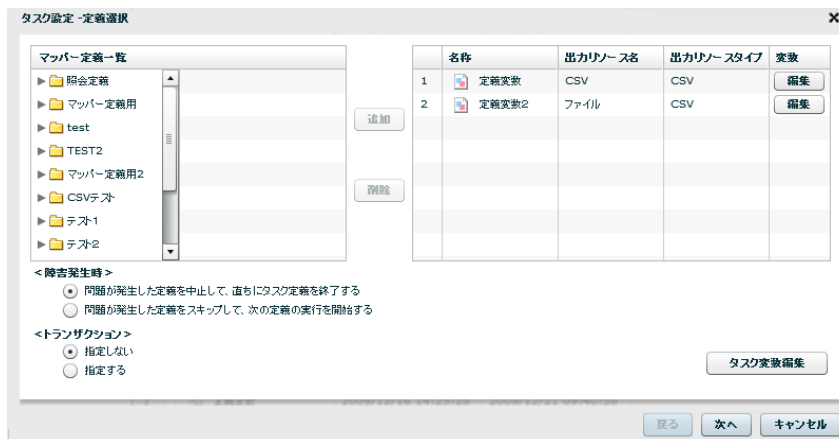 タスク設定 -定義選択
マッパー定義一覧
照会定義
マッパー定義用
test
TEST2
マッパー定義用2
CSVテスト
テスト1
テスト2
追加
削除
名称 出力リソース名 出力リソースタイプ 変数
1 定義変数 CSV CSV 編集
2 定義変数2 ファイル CSV 編集
<障害発生時>
問題が発生した定義を中止して、直ちにタスク定義を終了する
問題が発生した定義をスキップして、次の定義の実行を開始する
<トランザクション>
指定しない
指定する
タスク変数編集
戻る 次へ キャンセル